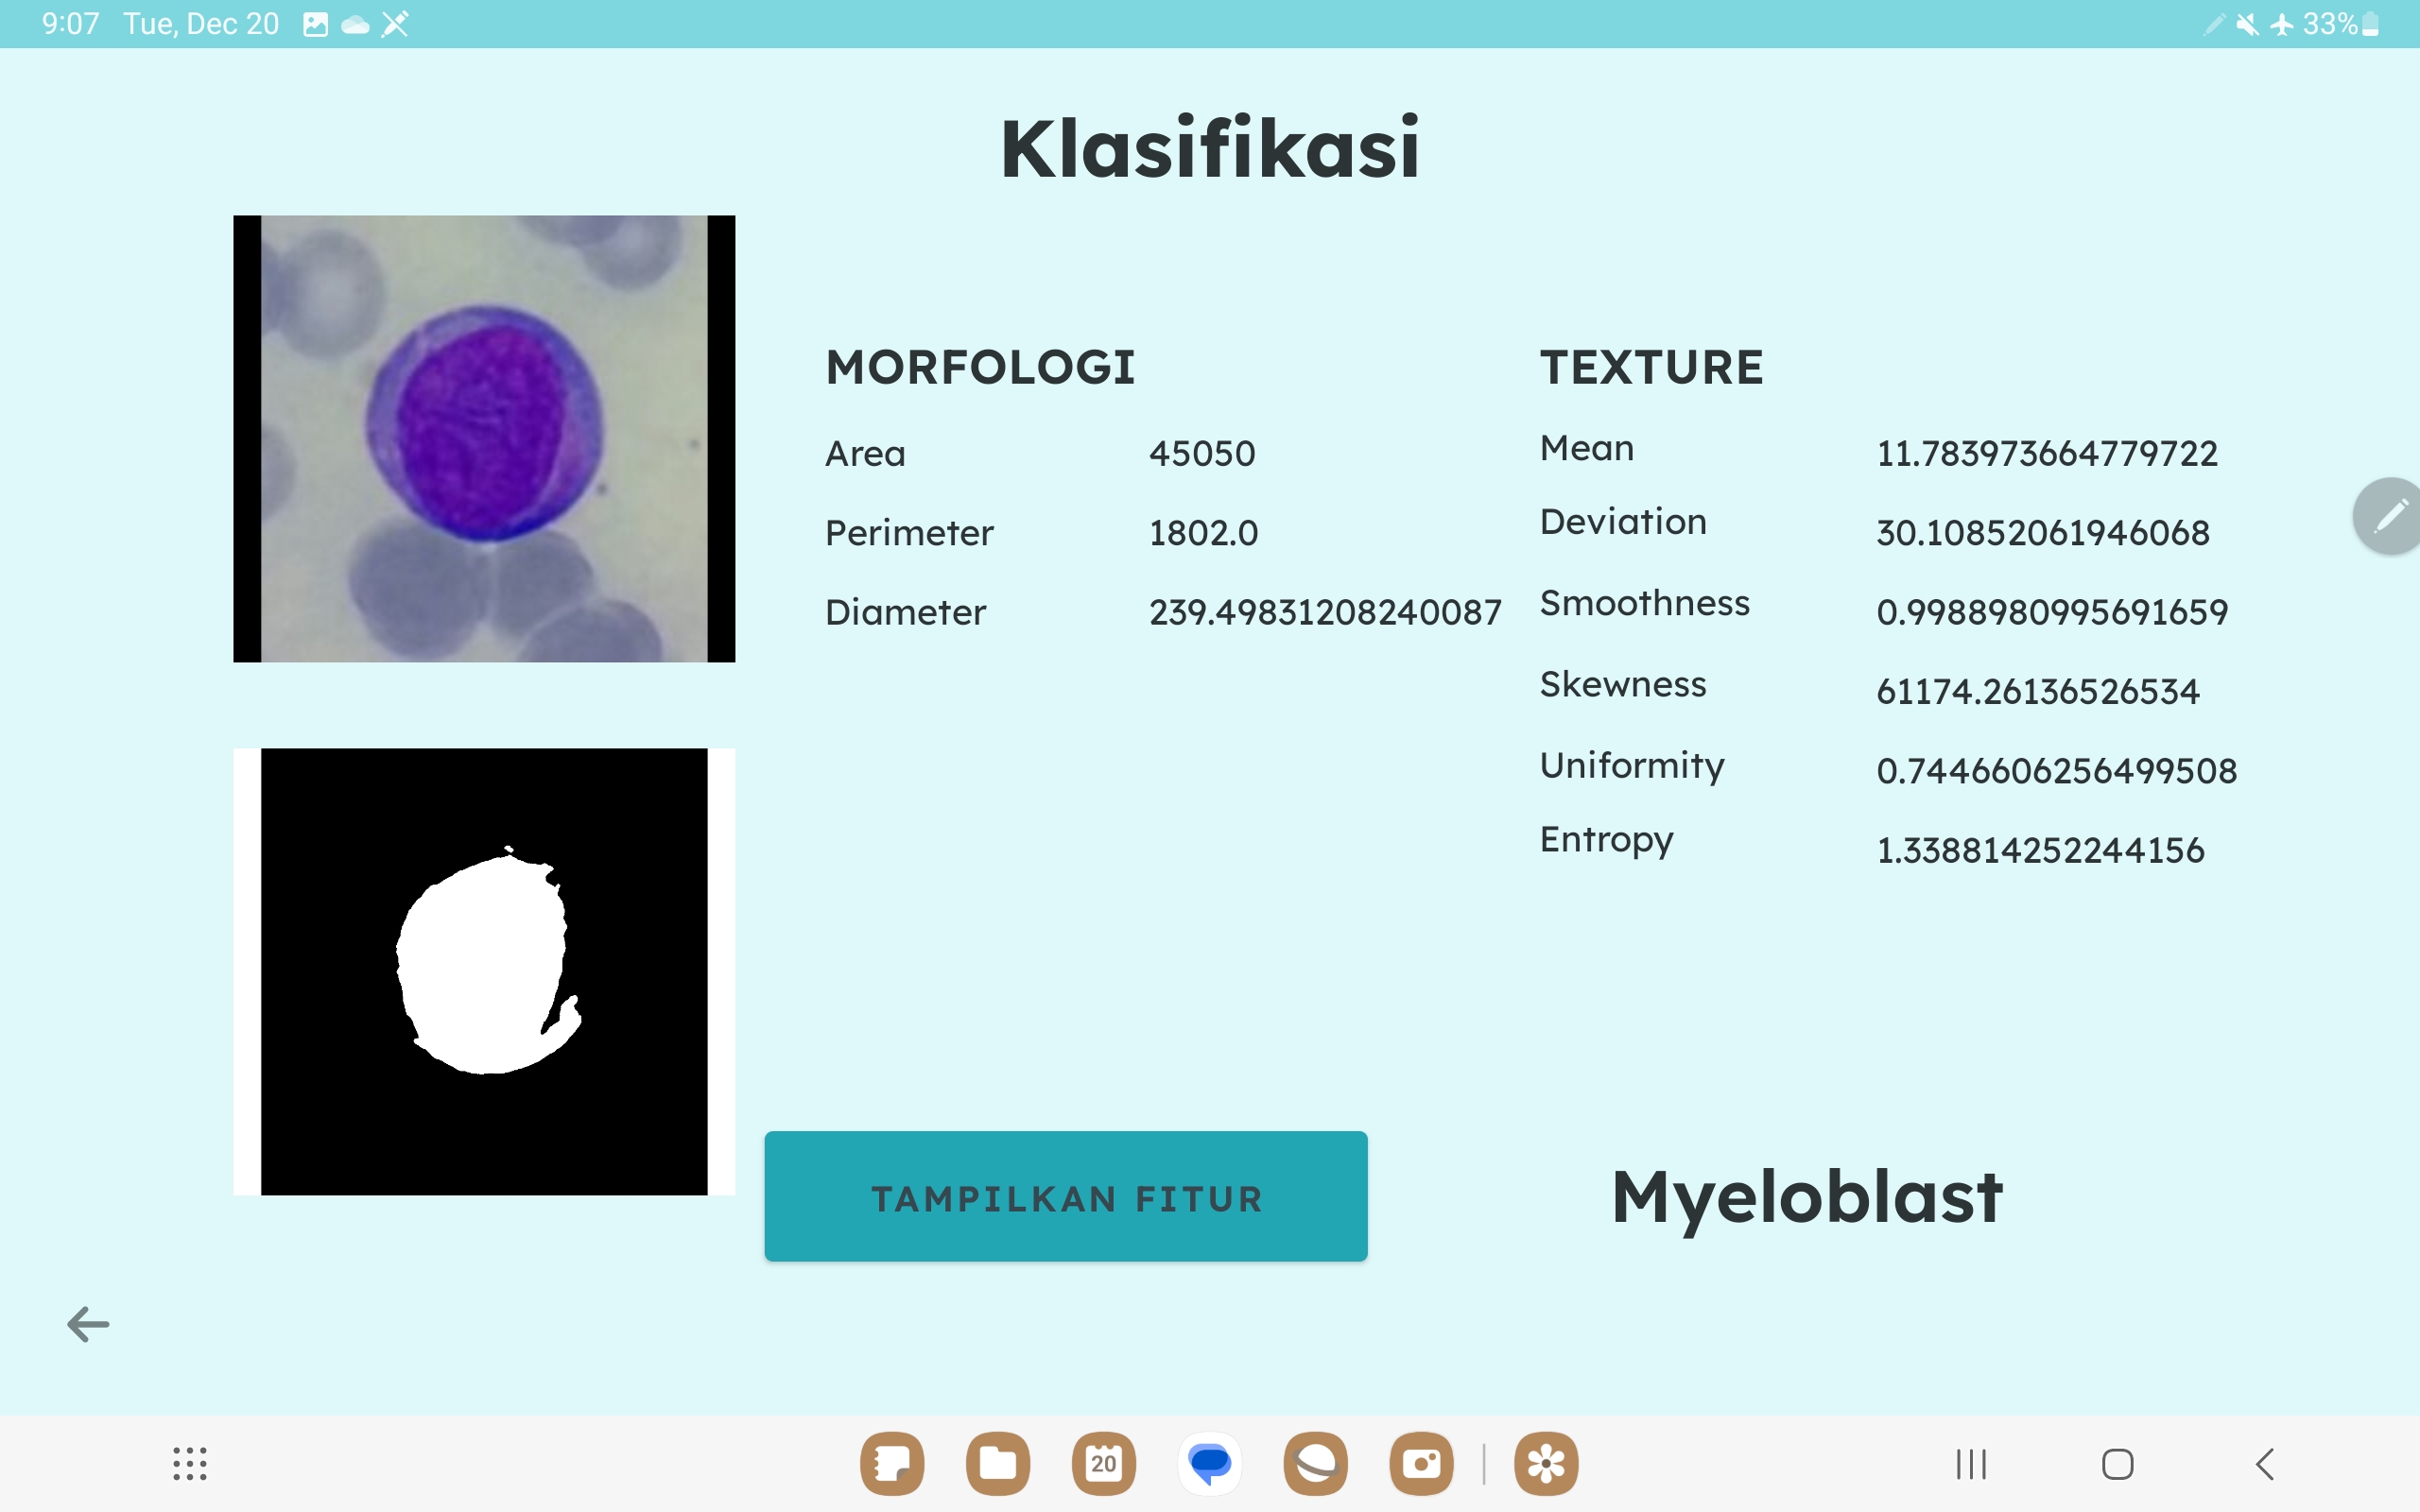 9:07 Tue, Dec 20
33%
Klasifikasi
MORFOLOGI
Area 45050
Perimeter 1802.0
Diameter 239.49831208240087
TEXTURE
Mean 11.783973664779722
Deviation 30.10852061946068
Smoothness 0.9988980995691659
Skewness 61174.26136526534
Uniformity 0.7446606256499508
Entropy 1.338814252244156
TAMPILKAN FITUR
Myeloblast
20